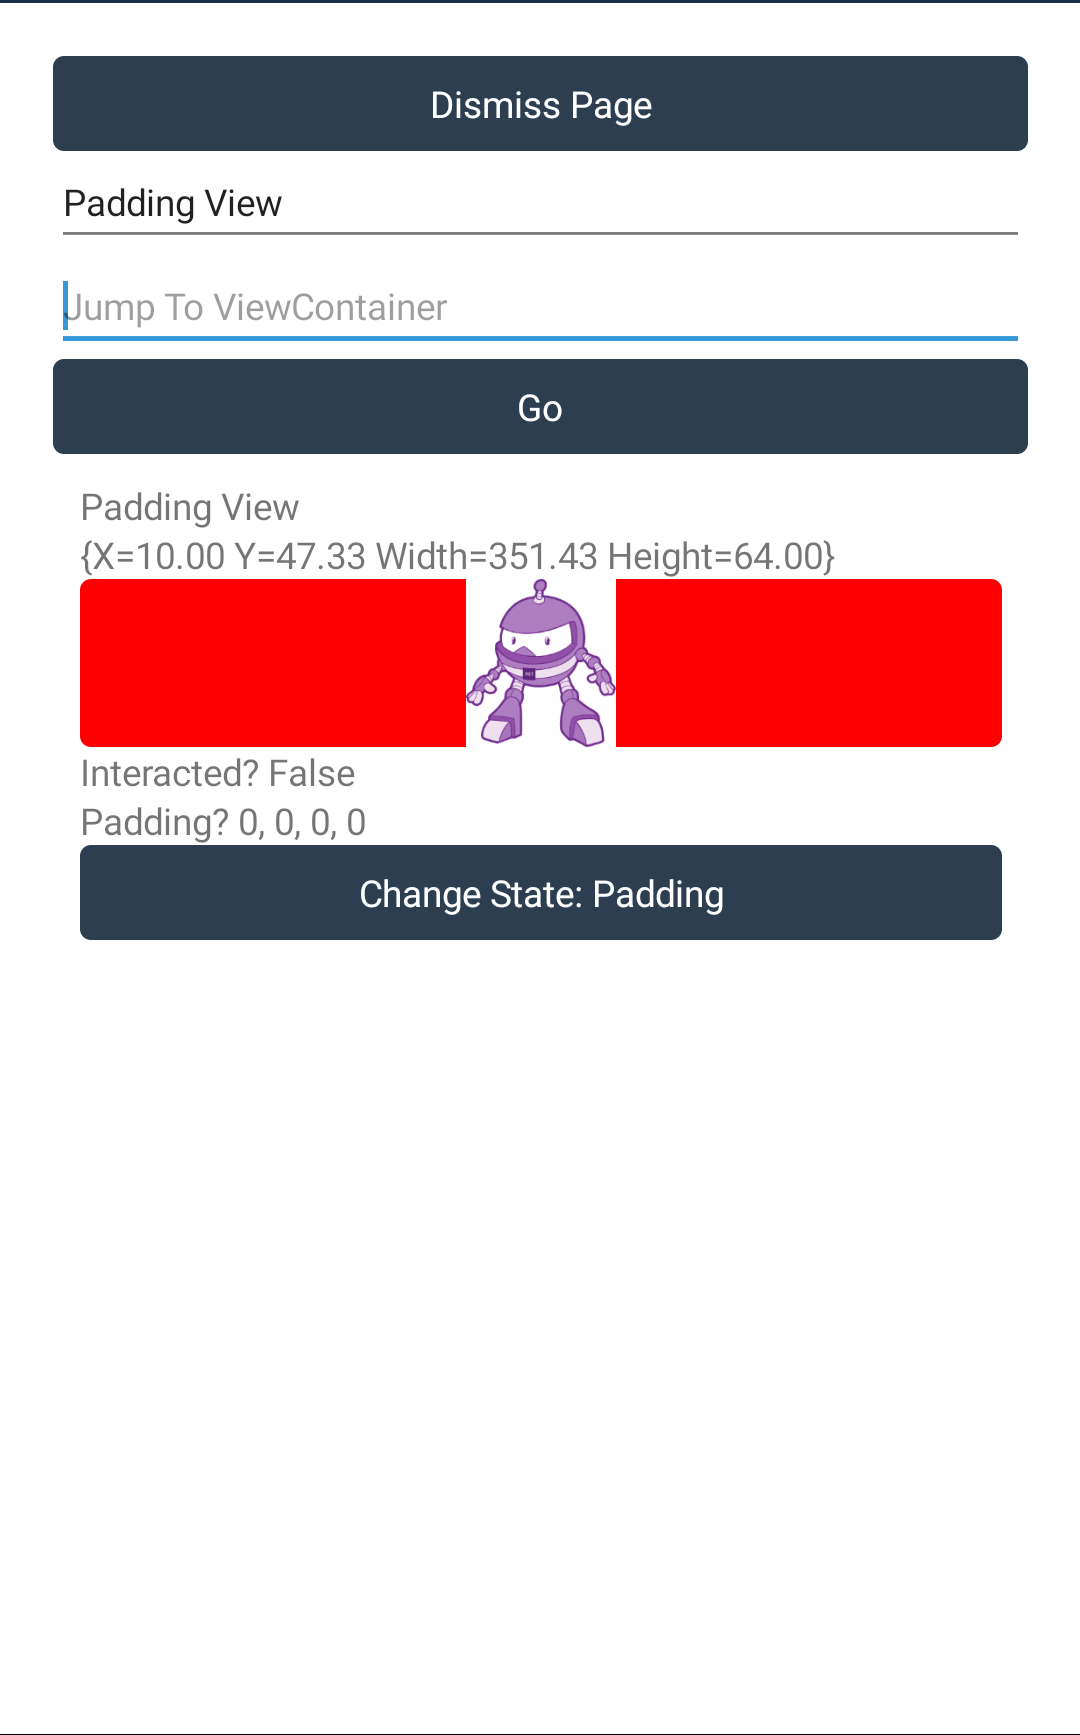 Dismiss Page
Padding View
Jump To ViewContainer
Go
Padding View
{X=10.00 Y=47.33 Width=351.43 Height=64.00}
Interacted? False
Padding? 0, 0, 0, 0
Change State: Padding